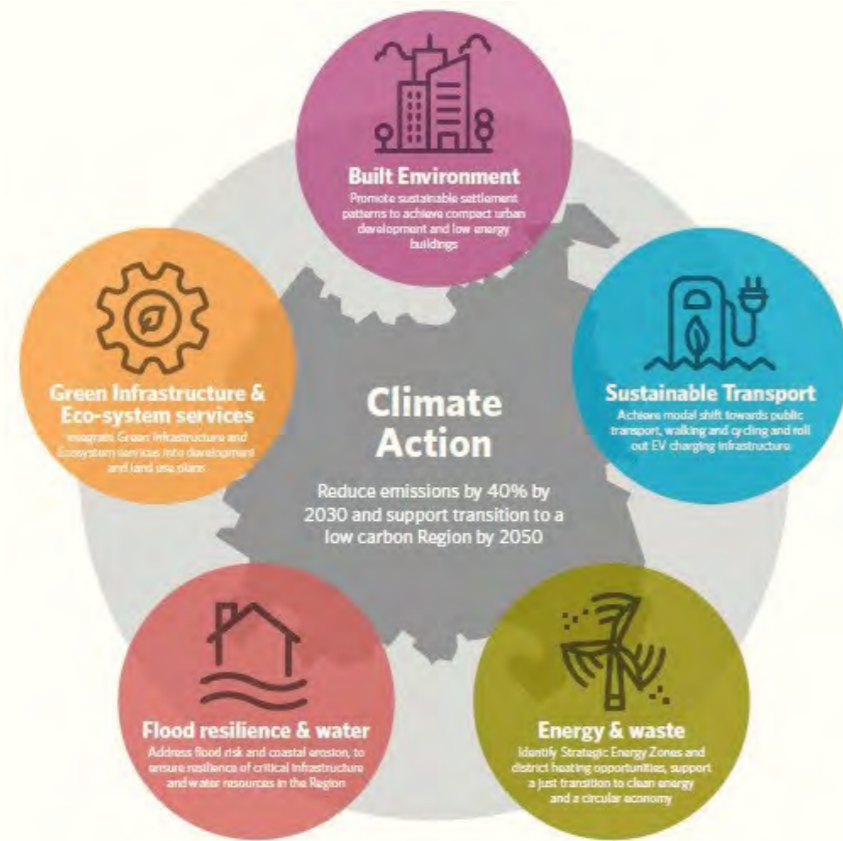 Built Environment
Promote sustainable settlement
patterns to achieve compact urban
development and low energy
buildings
Green Infrastructure &
Eco-system services
Integrate Green Infrastructure and
Ecosystem services into development
and land use plans
Sustainable Transport
Achieve modal shift towards public
transport, walking and cycling and roll
out EV charging infrastructure
Climate
Action
Reduce emissions by 40% by
2030 and support transition to a
low carbon Region by 2050
Flood resilience & water
Address flood risk and coastal erosion, to
ensure resilience of critical infrastructure
and water resources in the Region
Energy & waste
Identify Strategic Energy Zones and
district heating opportunities, support
a just transition to clean energy
and a circular economy